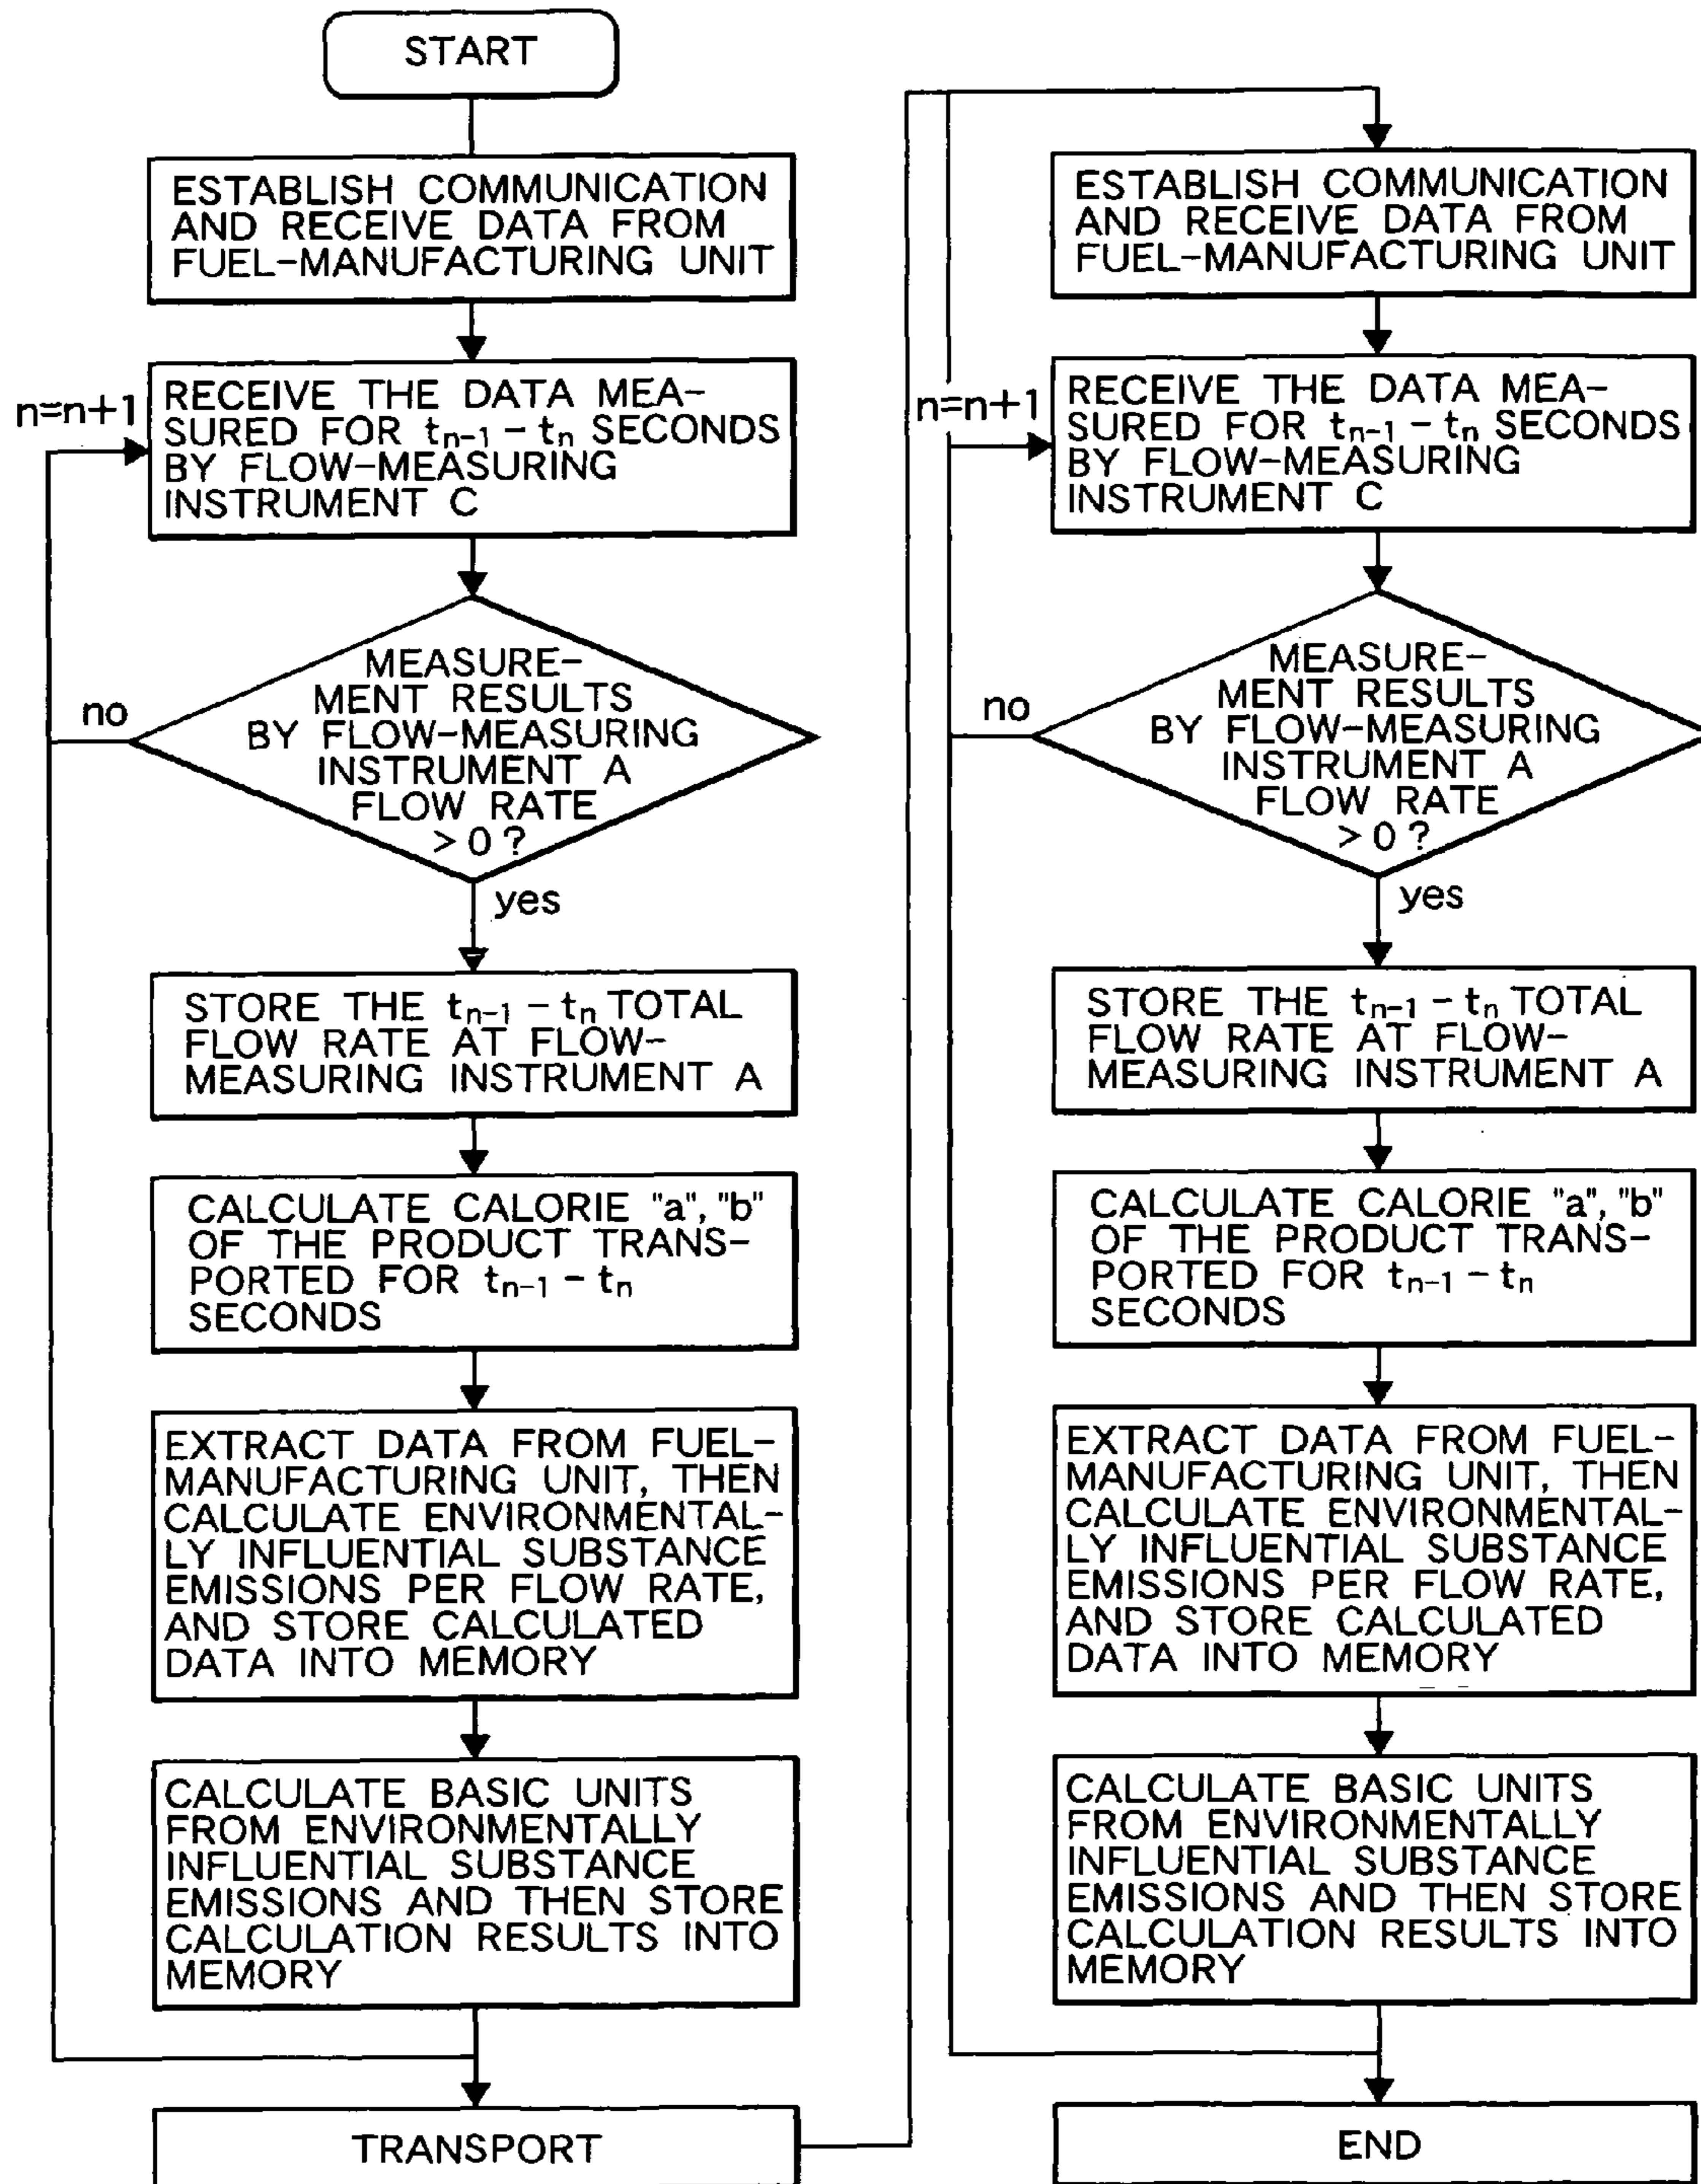 START
ESTABLISH COMMUNICATION
AND RECEIVE DATA FROM
FUEL-MANUFACTURING UNIT
n=n+1
RECEIVE THE DATA MEA-
SURED FOR tn-1 - tn SECONDS
BY FLOW-MEASURING
INSTRUMENT C
MEASURE-
MENT RESULTS
BY FLOW-MEASURING
INSTRUMENT A
FLOW RATE
> 0 ?
no
yes
STORE THE tn-1 - tn TOTAL
FLOW RATE AT FLOW-
MEASURING INSTRUMENT A
CALCULATE CALORIE "a", "b"
OF THE PRODUCT TRANS-
PORTED FOR tn-1 - tn
SECONDS
EXTRACT DATA FROM FUEL-
MANUFACTURING UNIT, THEN
CALCULATE ENVIRONMENTAL-
LY INFLUENTIAL SUBSTANCE
EMISSIONS PER FLOW RATE,
AND STORE CALCULATED
DATA INTO MEMORY
CALCULATE BASIC UNITS
FROM ENVIRONMENTALLY
INFLUENTIAL SUBSTANCE
EMISSIONS AND THEN STORE
CALCULATION RESULTS INTO
MEMORY
TRANSPORT
ESTABLISH COMMUNICATION
AND RECEIVE DATA FROM
FUEL-MANUFACTURING UNIT
n=n+1
RECEIVE THE DATA MEA-
SURED FOR tn-1 - tn SECONDS
BY FLOW-MEASURING
INSTRUMENT C
MEASURE-
MENT RESULTS
BY FLOW-MEASURING
INSTRUMENT A
FLOW RATE
> 0 ?
no
yes
STORE THE tn-1 - tn TOTAL
FLOW RATE AT FLOW-
MEASURING INSTRUMENT A
CALCULATE CALORIE "a", "b"
OF THE PRODUCT TRANS-
PORTED FOR tn-1 - tn
SECONDS
EXTRACT DATA FROM FUEL-
MANUFACTURING UNIT, THEN
CALCULATE ENVIRONMENTAL-
LY INFLUENTIAL SUBSTANCE
EMISSIONS PER FLOW RATE,
AND STORE CALCULATED
DATA INTO MEMORY
CALCULATE BASIC UNITS
FROM ENVIRONMENTALLY
INFLUENTIAL SUBSTANCE
EMISSIONS AND THEN STORE
CALCULATION RESULTS INTO
MEMORY
END